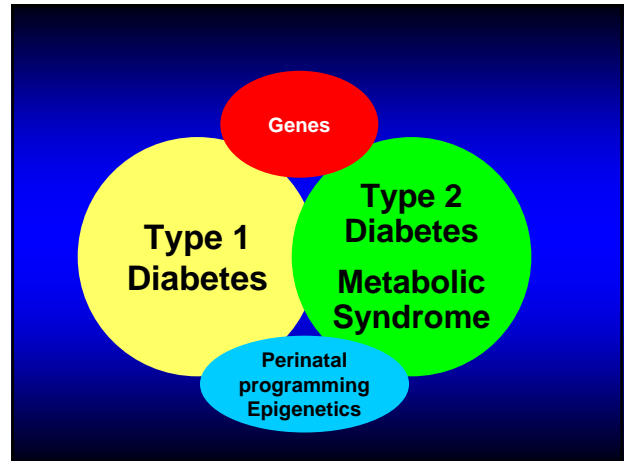 Genes
Type 1
Diabetes
Type 2
Diabetes
Metabolic
Syndrome
Perinatal
programming
Epigenetics